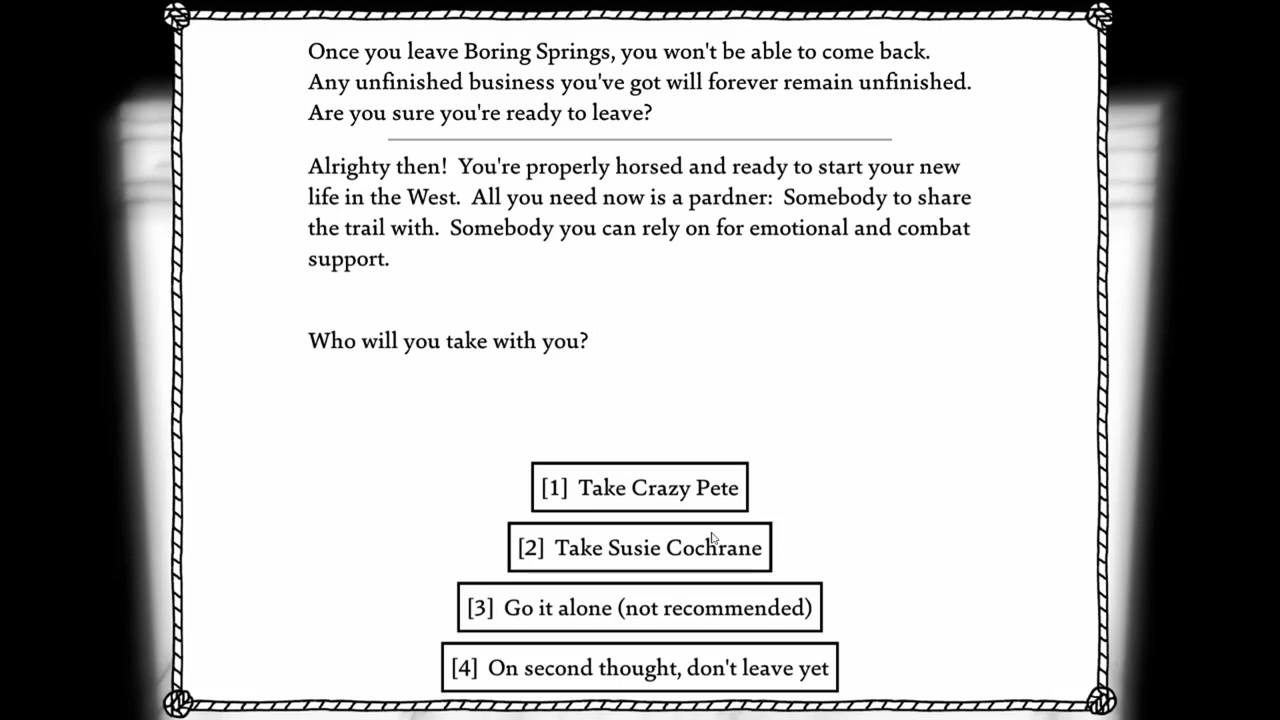 Once you leave Boring Springs, you won't be able to come back.
Any unfinished business you've got will forever remain unfinished.
Are you sure you're ready to leave?
Alrighty then!  You're properly horsed and ready to start your new
life in the West.  All you need now is a pardner:  Somebody to share
the trail with.  Somebody you can rely on for emotional and combat
support.
Who will you take with you?
[1]  Take Crazy Pete
[2]  Take Susie Cochrane
[3]  Go it alone (not recommended)
[4]  On second thought, don't leave yet